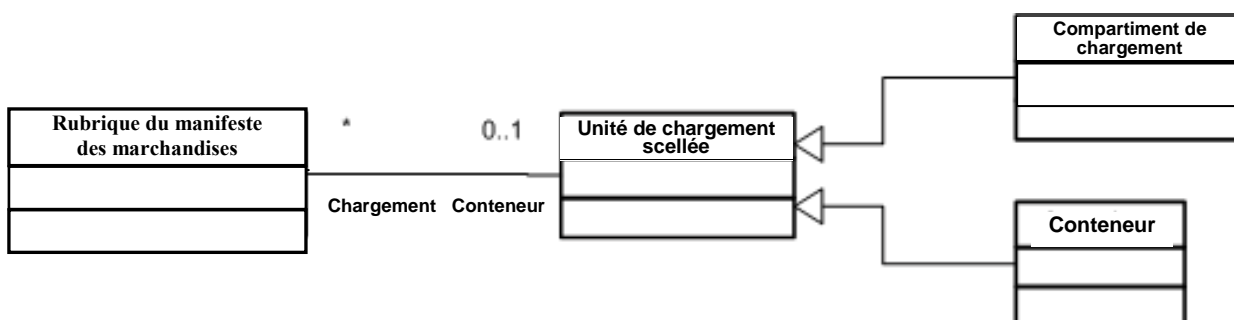 Compartiment de
chargement
Rubrique du manifeste
des marchandises
*
0..1
Unité de chargement
scellée
Chargement
Conteneur
Conteneur